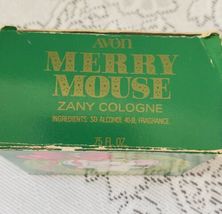 AVON
MERRY
MOUSE
ZANY COLOGNE
INGREDIENTS: SD ALCOHOL 40-B, FRAGRANCE
.75 FL. OZ.